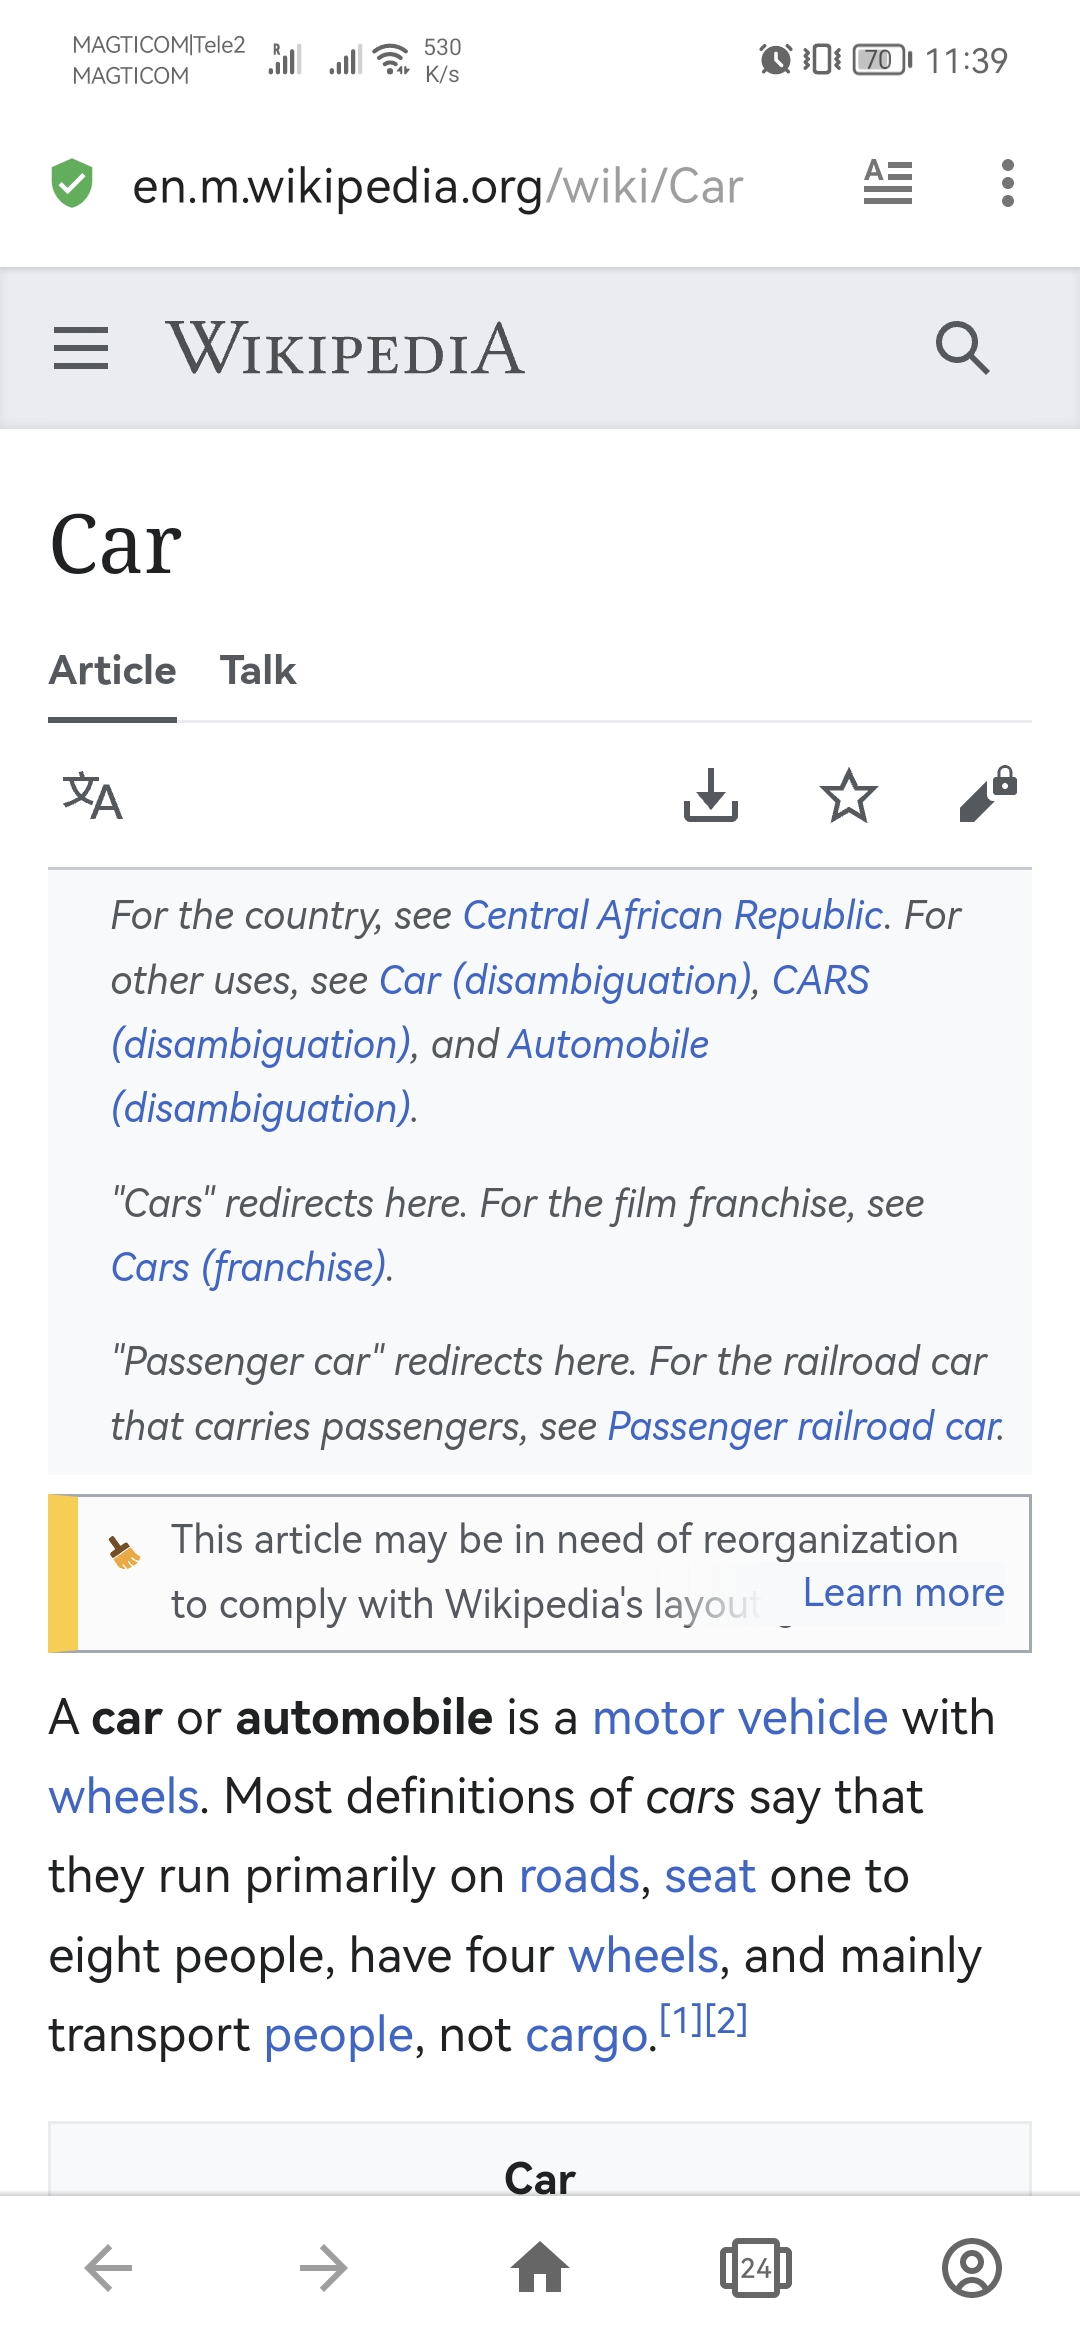 MAGTICOM|Tele2
MAGTICOM
R
530
K/s
70
11:39
en.m.wikipedia.org/wiki/Car
A
WIKIPEDIA
Car
Article Talk
文A
For the country, see Central African Republic. For
other uses, see Car (disambiguation), CARS
(disambiguation), and Automobile
(disambiguation).
"Cars" redirects here. For the film franchise, see
Cars (franchise).
"Passenger car" redirects here. For the railroad car
that carries passengers, see Passenger railroad car.
This article may be in need of reorganization
to comply with Wikipedia's layout Learn more
A car or automobile is a motor vehicle with
wheels. Most definitions of cars say that
they run primarily on roads, seat one to
eight people, have four wheels, and mainly
transport people, not cargo.[1][2]
Car
24